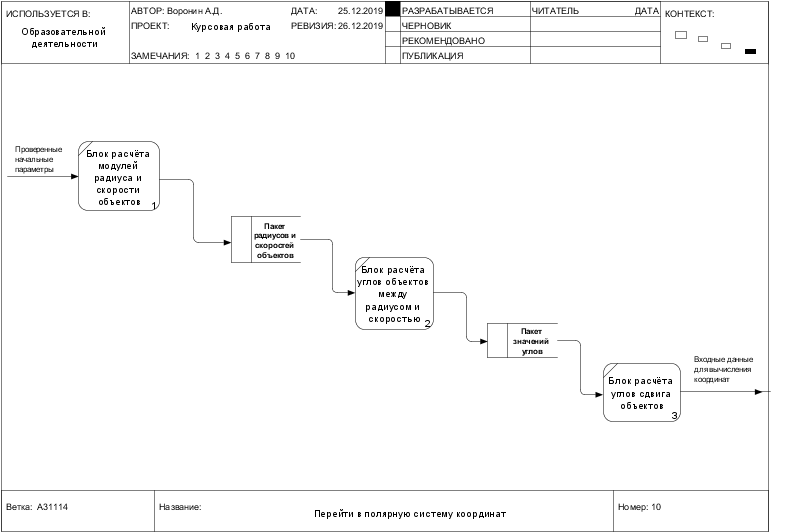 ИСПОЛЬЗУЕТСЯ В:
Образовательной
деятельности
АВТОР: Воронин А.Д.
ДАТА: 25.12.2019
ПРОЕКТ: Курсовая работа
РЕВИЗИЯ: 26.12.2019
ЗАМЕЧАНИЯ: 1 2 3 4 5 6 7 8 9 10
РАЗРАБАТЫВАЕТСЯ
ЧЕРНОВИК
РЕКОМЕНДОВАНО
ПУБЛИКАЦИЯ
ЧИТАТЕЛЬ ДАТА
КОНТЕКСТ:
Проверенные
начальные
параметры
Блок расчёта
модулей
радиуса и
скорости
объектов
1
Пакет
радиусов и
скоростей
объектов
Блок расчёта
углов объектов
между
радиусом и
скоростью
2
Пакет
значений
углов
Блок расчёта
углов сдвига
объектов
3
Входные данные
для вычисления
координат
Ветка: А31114
Название:
Перейти в полярную систему координат
Номер: 10